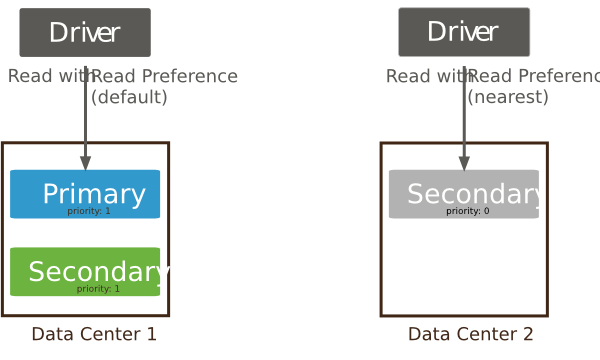 Driver
Read with Read Preference
(default)
Primary
priority: 1
Secondary
priority: 1
Data Center 1
Driver
Read with Read Preferenc
(nearest)
Secondary
priority: 0
Data Center 2